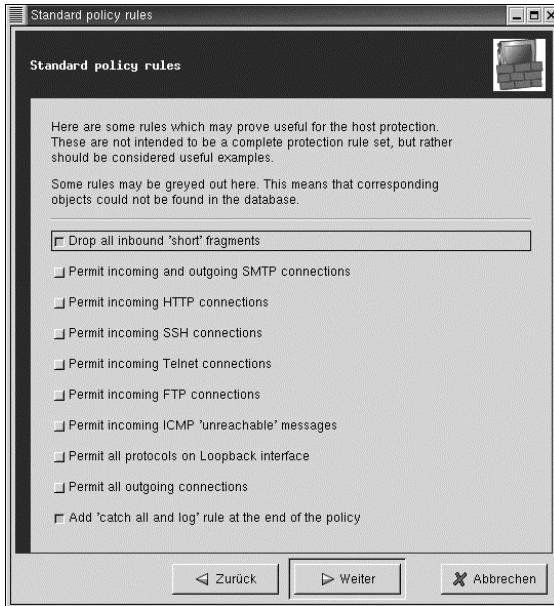 Standard policy rules
Standard policy rules
Here are some rules which may prove useful for the host protection.
These are not intended to be a complete protection rule set, but rather
should be considered useful examples.
Some rules may be greyed out here. This means that corresponding
objects could not be found in the database.
Drop all inbound 'short' fragments
Permit incoming and outgoing SMTP connections
Permit incoming HTTP connections
Permit incoming SSH connections
Permit incoming Telnet connections
Permit incoming FTP connections
Permit incoming ICMP 'unreachable' messages
Permit all protocols on Loopback interface
Permit all outgoing connections
Add 'catch all and log' rule at the end of the policy
Zurück
Weiter
Abbrechen